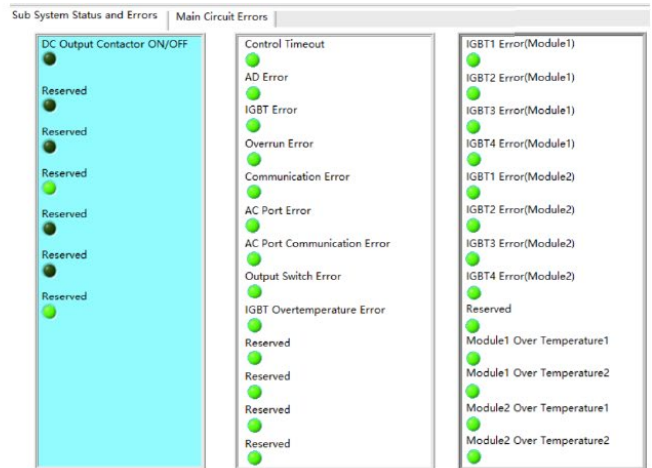 Sub System Status and Errors
Main Circuit Errors
DC Output Contactor ON/OFF
Reserved
Reserved
Reserved
Reserved
Reserved
Reserved
Control Timeout
AD Error
IGBT Error
Overrun Error
Communication Error
AC Port Error
AC Port Communication Error
Output Switch Error
IGBT Overtemperature Error
Reserved
Reserved
Reserved
Reserved
IGBT1 Error(Module1)
IGBT2 Error(Module1)
IGBT3 Error(Module1)
IGBT4 Error(Module1)
IGBT1 Error(Module2)
IGBT2 Error(Module2)
IGBT3 Error(Module2)
IGBT4 Error(Module2)
Reserved
Module1 Over Temperature1
Module1 Over Temperature2
Module2 Over Temperature1
Module2 Over Temperature2